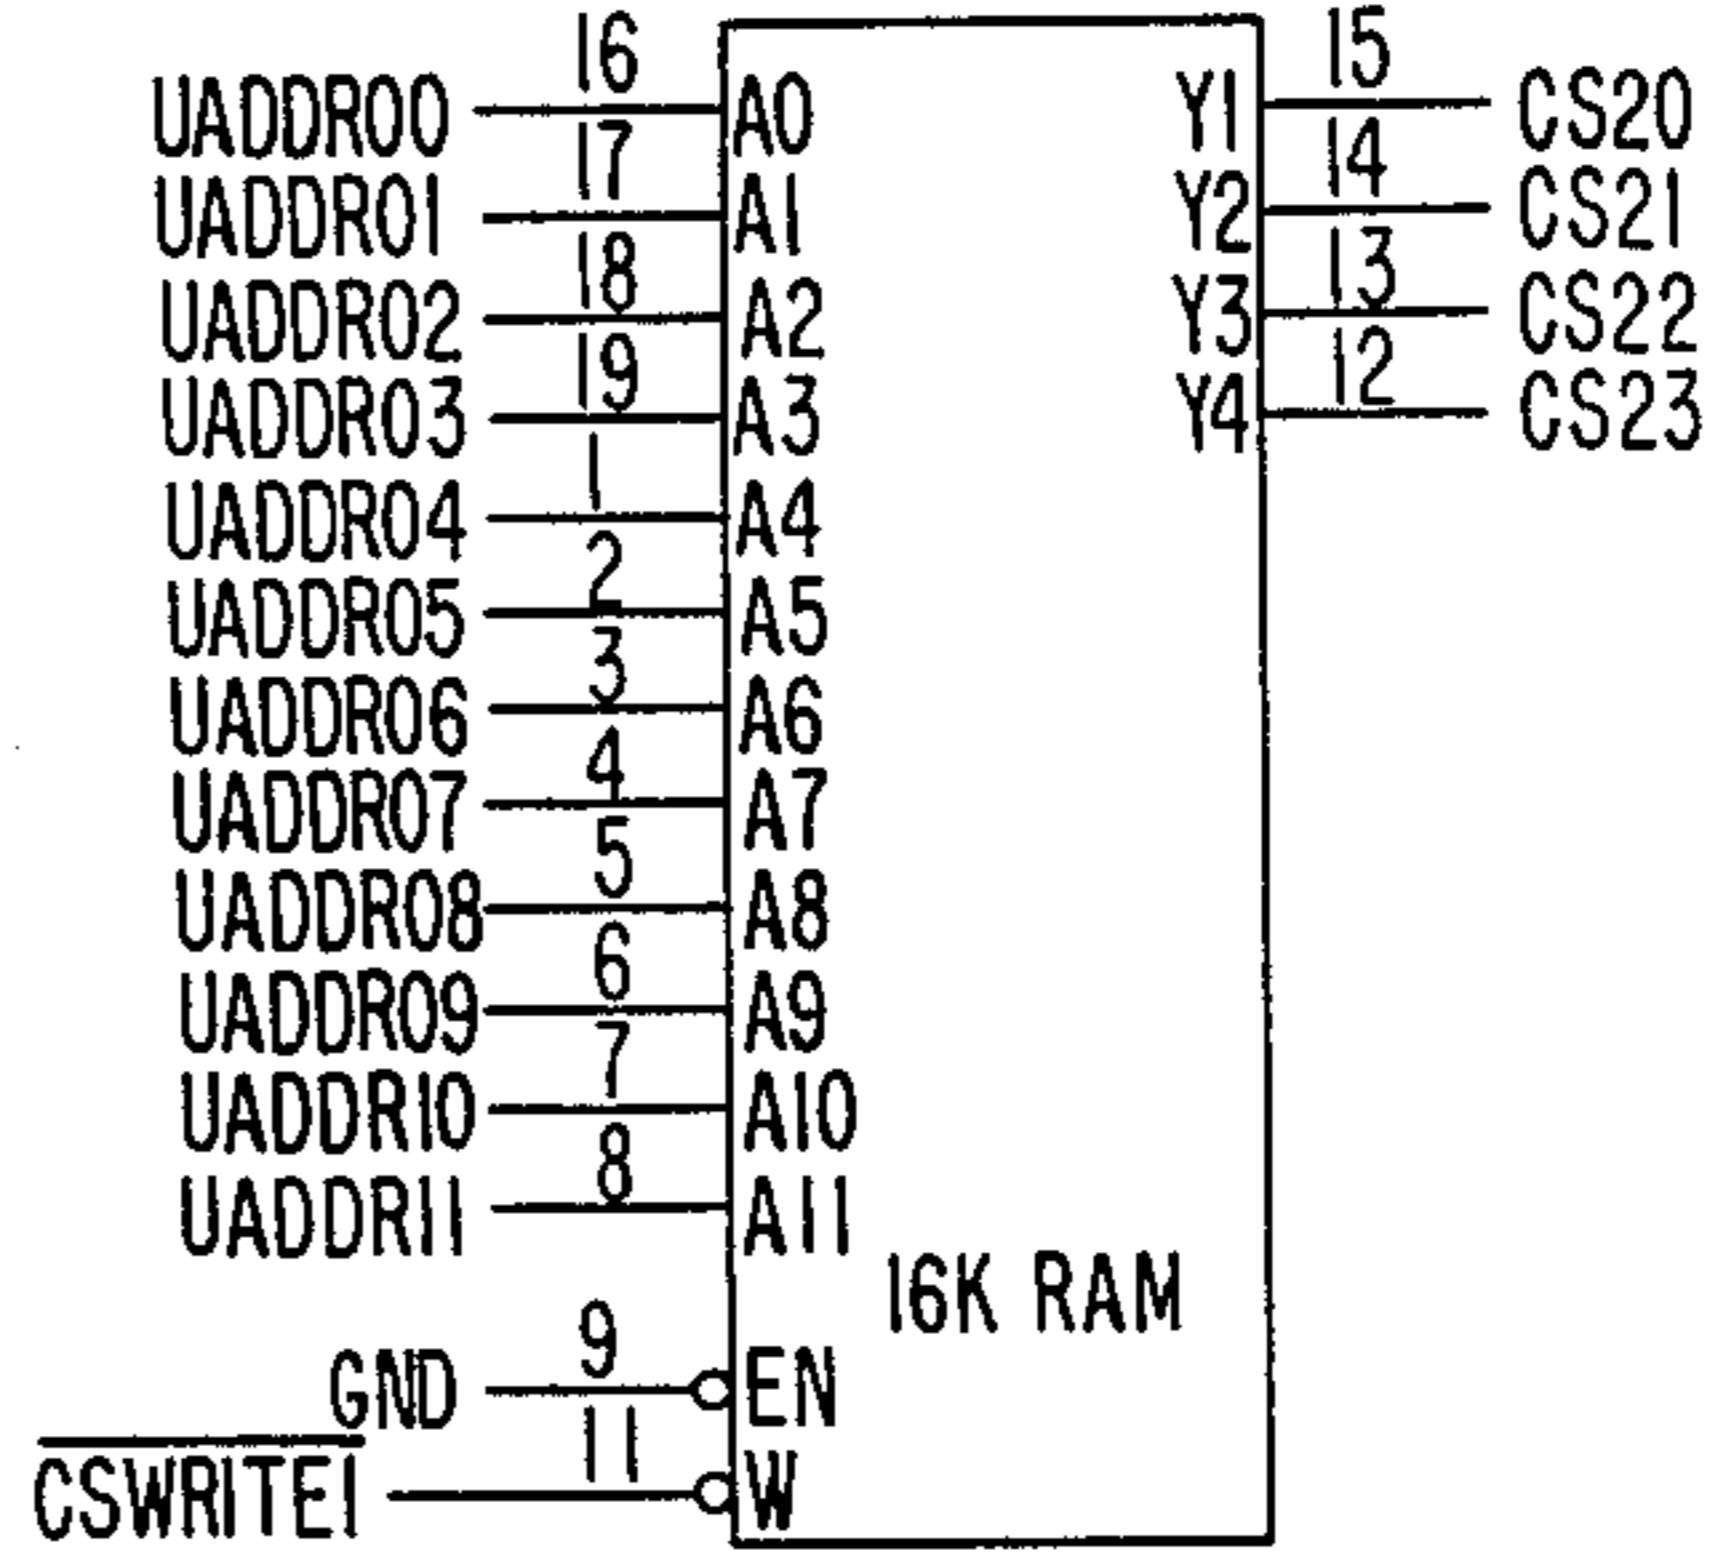 16 15
UADDR00 A0 Y1 CS20
17 14
UADDR01 A1 Y2 CS21
18 13
UADDR02 A2 Y3 CS22
19 12
UADDR03 A3 Y4 CS23
1
UADDR04 A4
2
UADDR05 A5
3
UADDR06 A6
4
UADDR07 A7
5
UADDR08 A8
6
UADDR09 A9
7
UADDR10 A10
8
UADDR11 A11
16K RAM
9
GND EN
11
CSWRITE1 W